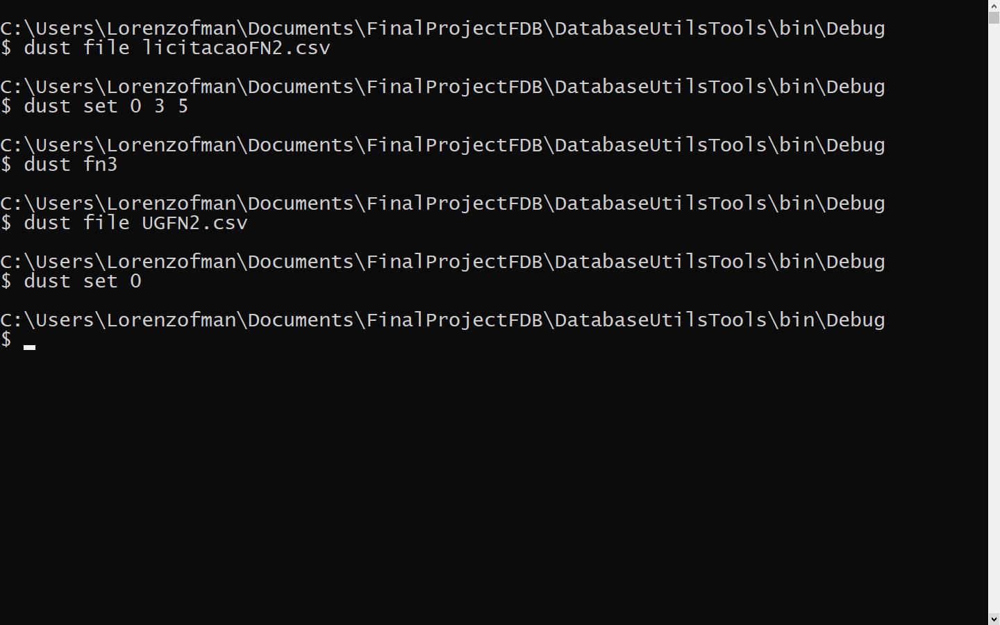 C:\Users\Lorenzofman\Documents\FinalProjectFDB\DatabaseUtilsTools\bin\Debug
$ dust file licitacaoFN2.csv
C:\Users\Lorenzofman\Documents\FinalProjectFDB\DatabaseUtilsTools\bin\Debug
$ dust set 0 3 5
C:\Users\Lorenzofman\Documents\FinalProjectFDB\DatabaseUtilsTools\bin\Debug
$ dust fn3
C:\Users\Lorenzofman\Documents\FinalProjectFDB\DatabaseUtilsTools\bin\Debug
$ dust file UGFN2.csv
C:\Users\Lorenzofman\Documents\FinalProjectFDB\DatabaseUtilsTools\bin\Debug
$ dust set 0
C:\Users\Lorenzofman\Documents\FinalProjectFDB\DatabaseUtilsTools\bin\Debug
$